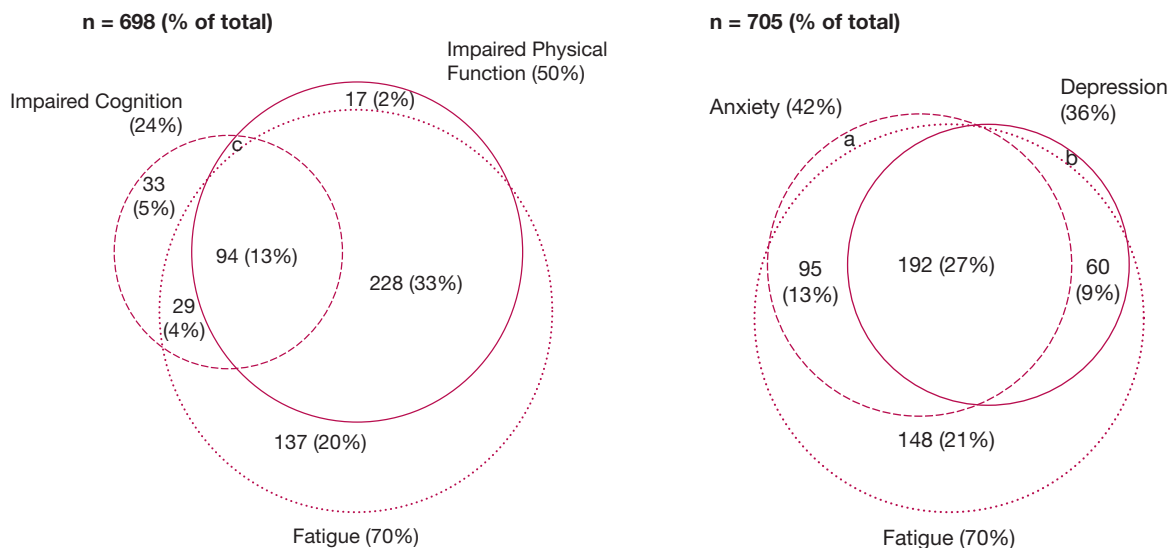 n = 698 (% of total)
Impaired Physical
Function (50%)
Impaired Cognition
(24%)
17 (2%)
c
33
(5%)
94 (13%)
228 (33%)
29
(4%)
137 (20%)
Fatigue (70%)
n = 705 (% of total)
Anxiety (42%)
Depression
(36%)
a
b
95
(13%)
192 (27%)
60
(9%)
148 (21%)
Fatigue (70%)